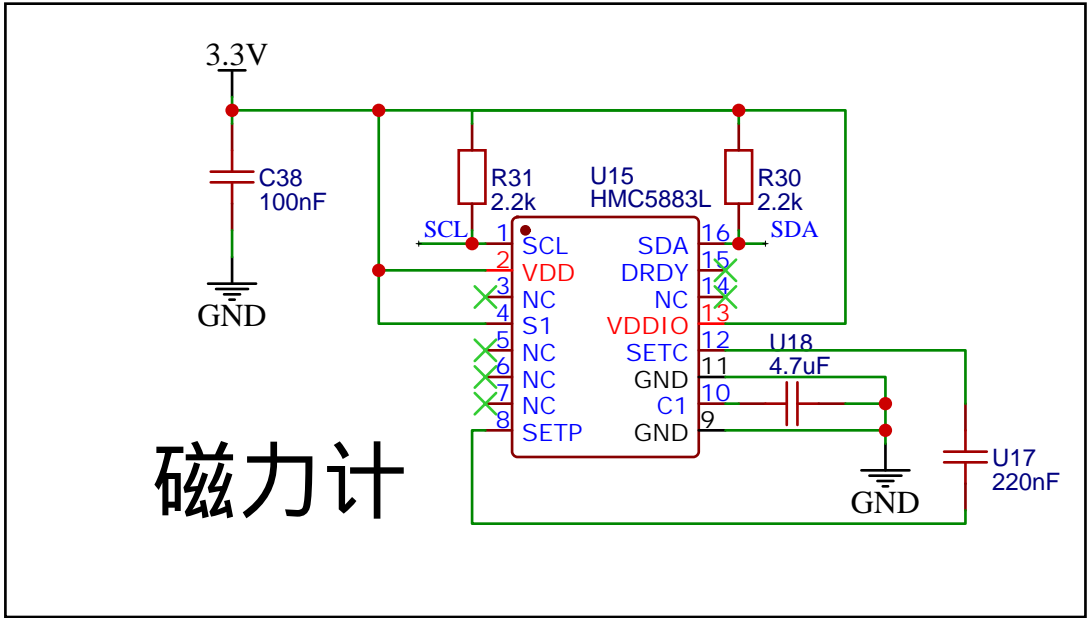 3.3V
C38
100nF
GND
R31
2.2k
U15
HMC5883L
R30
2.2k
SCL
SDA
1 SCL
2 VDD
3 NC
4 S1
5 NC
6 NC
7 NC
8 SETP
SDA 16
DRDY 15
NC 14
VDDIO 13
SETC 12
GND 11
C1 10
GND 9
U18
4.7uF
GND
U17
220nF
磁力计